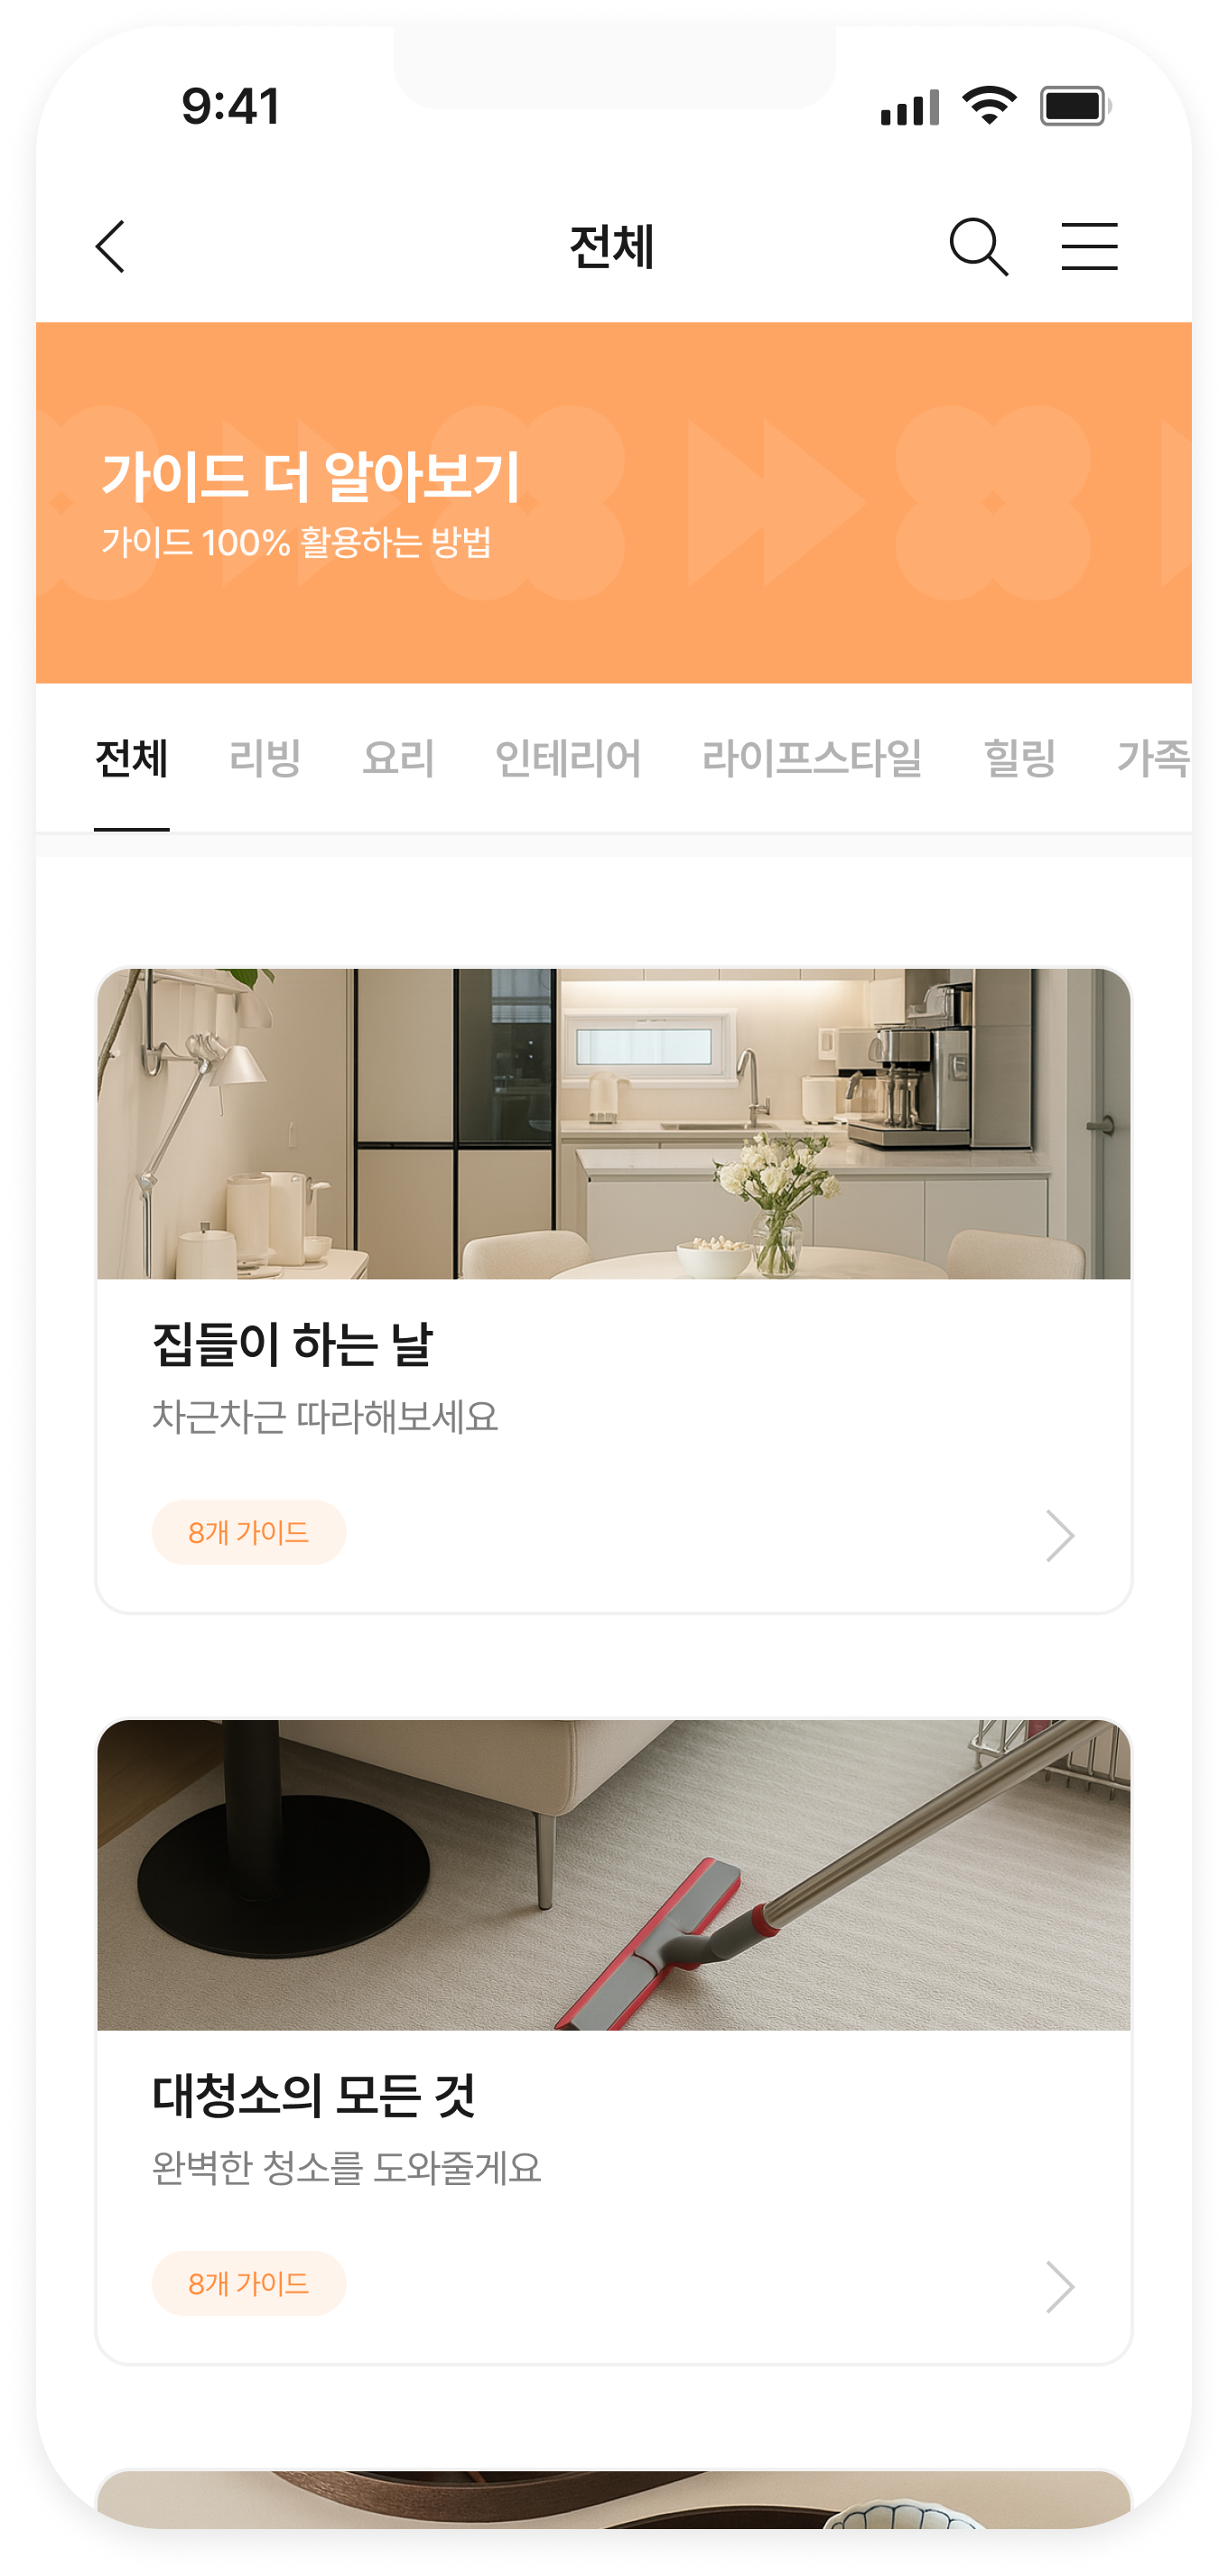 9:41
전체
가이드 더 알아보기
가이드 100% 활용하는 방법
전체 리빙 요리 인테리어 라이프스타일 힐링 가족
집들이 하는 날
차근차근 따라해보세요
8개 가이드
대청소의 모든 것
완벽한 청소를 도와줄게요
8개 가이드